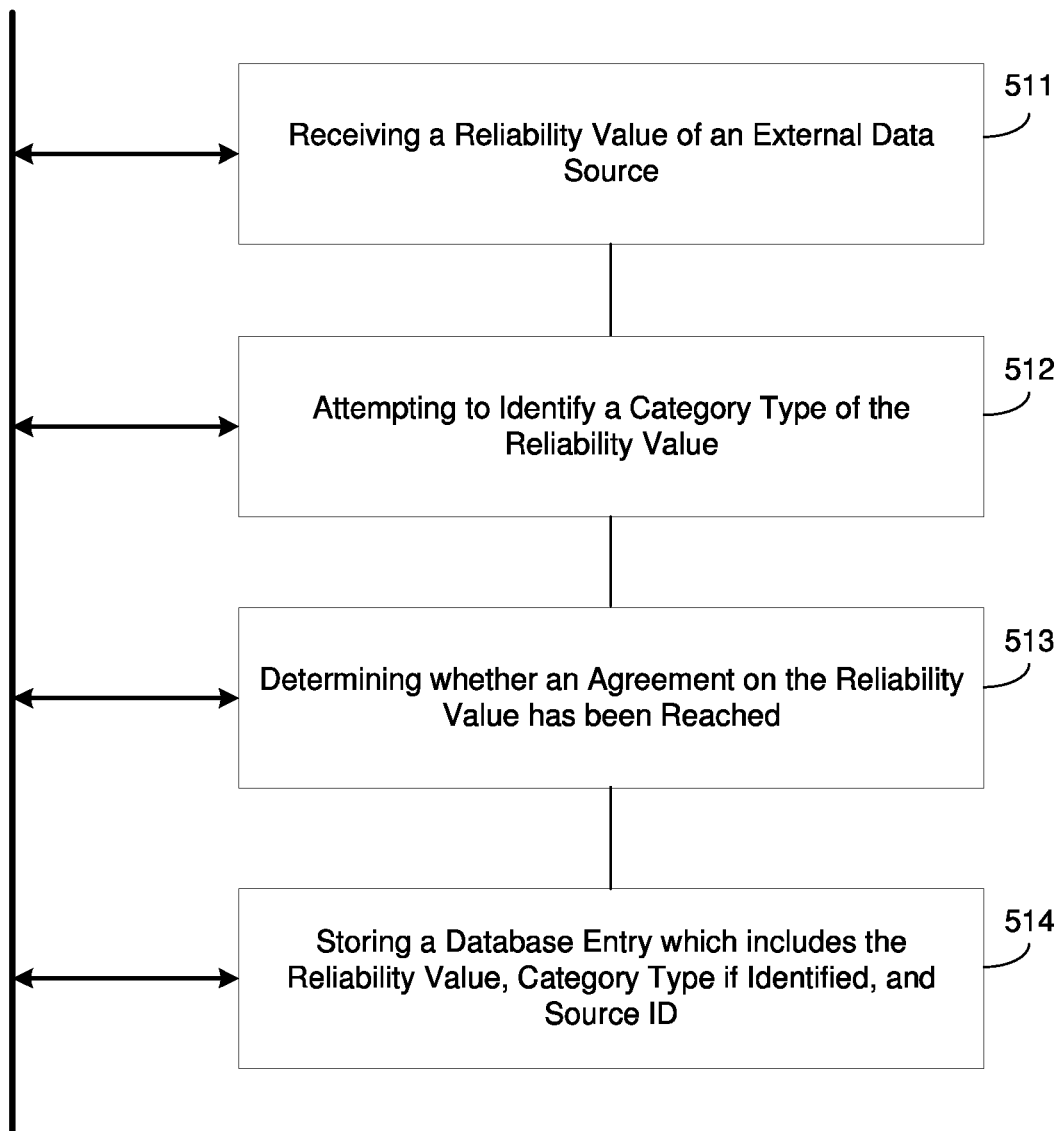 511
Receiving a Reliability Value of an External Data
Source
512
Attempting to Identify a Category Type of the
Reliability Value
513
Determining whether an Agreement on the Reliability
Value has been Reached
514
Storing a Database Entry which includes the
Reliability Value, Category Type if Identified, and
Source ID